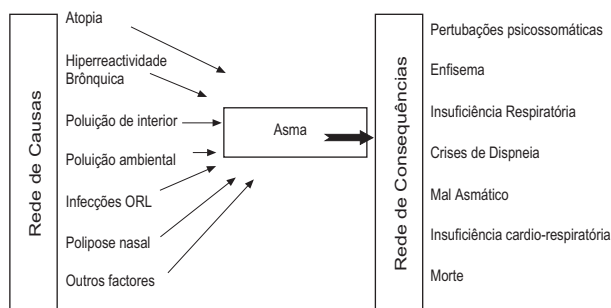 Rede de Causas
Atopia
Hiperreactividade
Brônquica
Poluição de interior
Poluição ambiental
Infecções ORL
Polipose nasal
Outros factores
Asma
Rede de Consequências
Pertubações psicossomáticas
Enfisema
Insuficiência Respiratória
Crises de Dispneia
Mal Asmático
Insuficiência cardio-respiratória
Morte